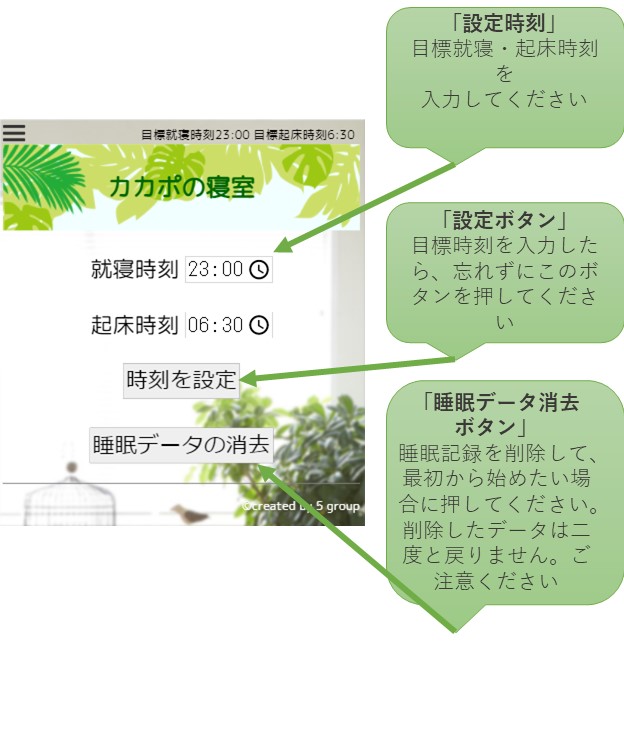 目標就寝時刻23:00 目標起床時刻6:30
カカポの寝室
就寝時刻 23:00
起床時刻 06:30
時刻を設定
睡眠データの消去
©created by 5 group
「設定時刻」
目標就寝・起床時刻
を
入力してください
「設定ボタン」
目標時刻を入力した
ら、忘れずにこのボ
タンを押してくださ
い
「睡眠データ消去
ボタン」
睡眠記録を削除して、
最初から始めたい場
合に押してください。
削除したデータは二
度と戻りません。ご
注意ください